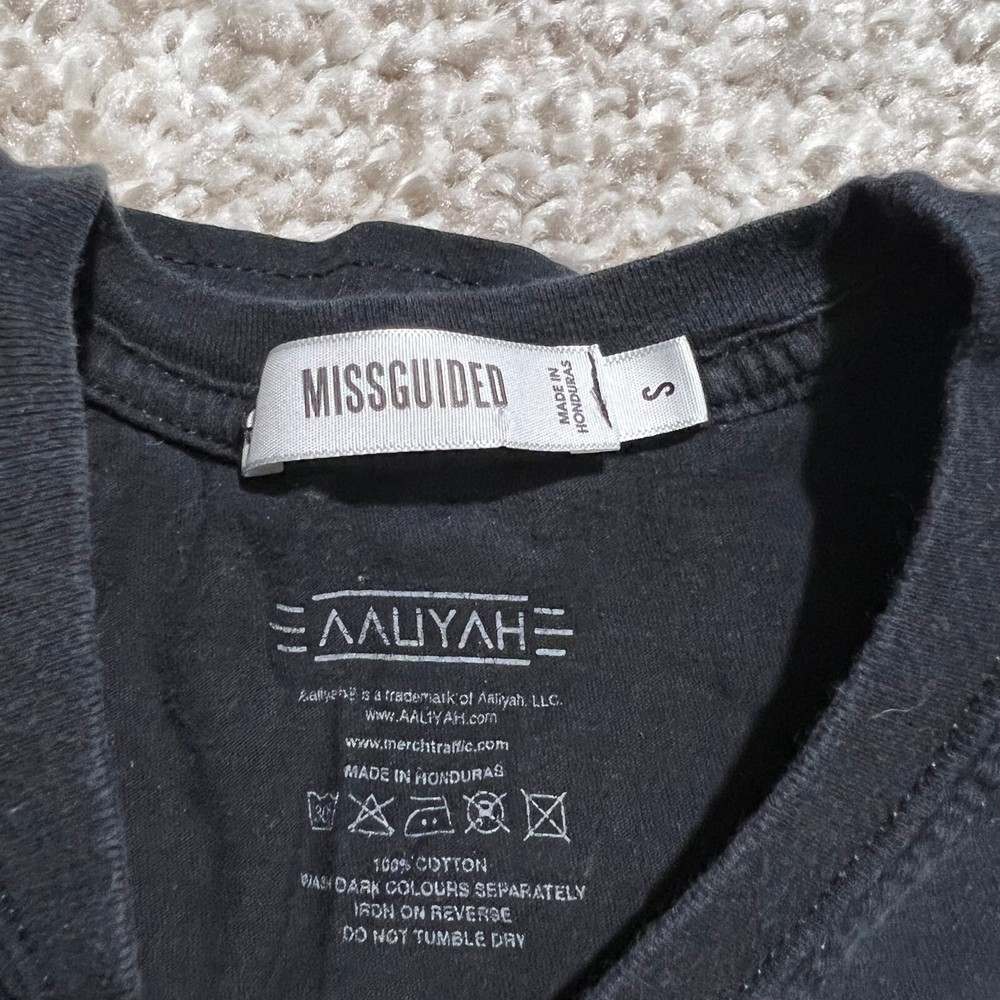 MISSGUIDED
MADE IN
HONDURAS
S
AALIYAH
Aaliyah® is a trademark of Aaliyah, LLC.
www.AALIYAH.com
www.merchtraffic.com
MADE IN HONDURAS
30
100% COTTON
WASH DARK COLOURS SEPARATELY
IRON ON REVERSE
DO NOT TUMBLE DRY